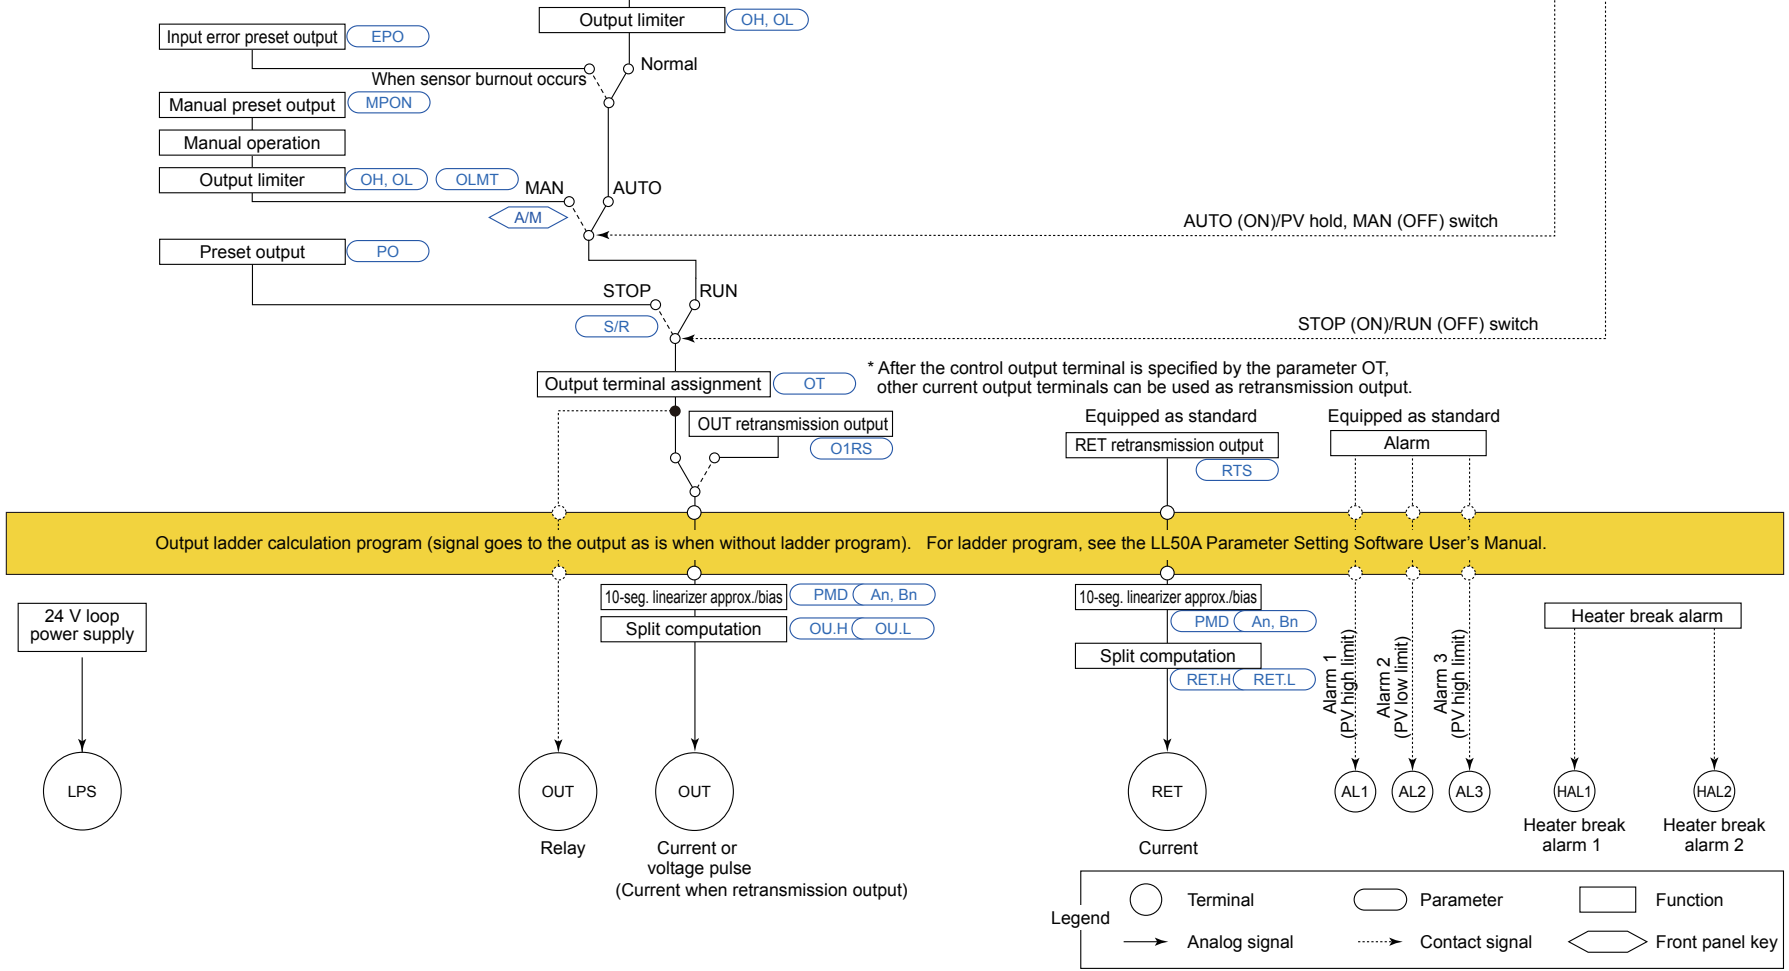 Output limiter
OH, OL
Input error preset output
EPO
Normal
When sensor burnout occurs
Manual preset output
MPON
Manual operation
Output limiter
OH, OL
OLMT
MAN
AUTO
A/M
AUTO (ON)/PV hold, MAN (OFF) switch
Preset output
PO
STOP
RUN
S/R
STOP (ON)/RUN (OFF) switch
Output terminal assignment
OT
* After the control output terminal is specified by the parameter OT,
other current output terminals can be used as retransmission output.
OUT retransmission output
O1RS
Equipped as standard
RET retransmission output
RTS
Equipped as standard
Alarm
Output ladder calculation program (signal goes to the output as is when without ladder program). For ladder program, see the LL50A Parameter Setting Software User's Manual.
24 V loop
power supply
10-seg. linearizer approx./bias
PMD
An, Bn
Split computation
OU.H
OU.L
10-seg. linearizer approx./bias
PMD
An, Bn
Split computation
RET.H
RET.L
Alarm 1
(PV high limit)
Alarm 2
(PV low limit)
Alarm 3
(PV high limit)
Heater break alarm
LPS
OUT
OUT
RET
AL1
AL2
AL3
HAL1
HAL2
Relay
Current or
voltage pulse
(Current when retransmission output)
Current
Heater break
alarm 1
Heater break
alarm 2
Legend
Terminal
Parameter
Function
Analog signal
Contact signal
Front panel key